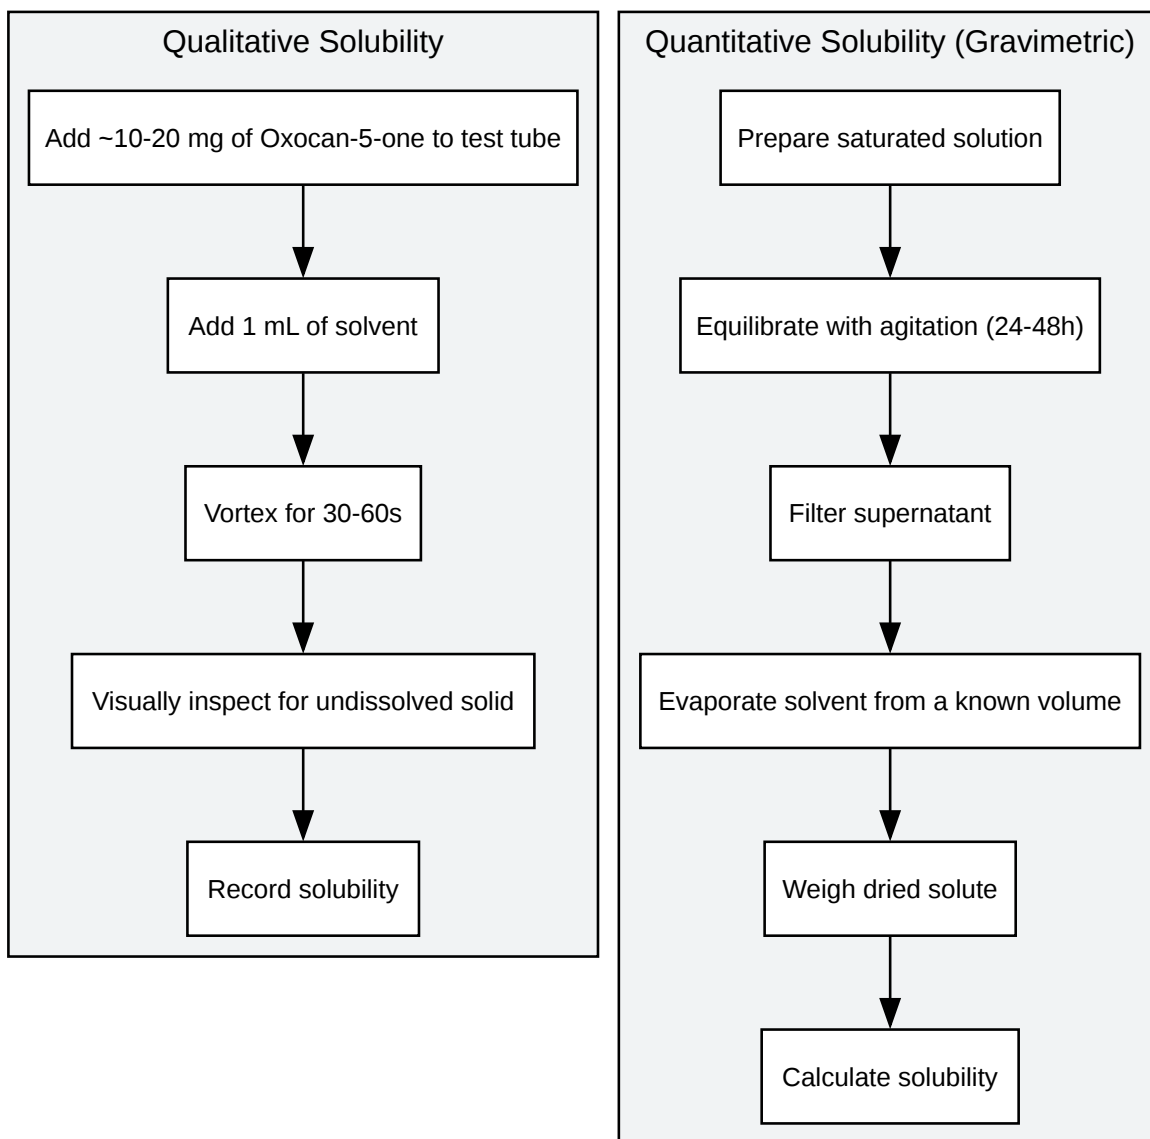 Qualitative Solubility
Add ~10-20 mg of Oxocan-5-one to test tube
Add 1 mL of solvent
Vortex for 30-60s
Visually inspect for undissolved solid
Record solubility
Quantitative Solubility (Gravimetric)
Prepare saturated solution
Equilibrate with agitation (24-48h)
Filter supernatant
Evaporate solvent from a known volume
Weigh dried solute
Calculate solubility